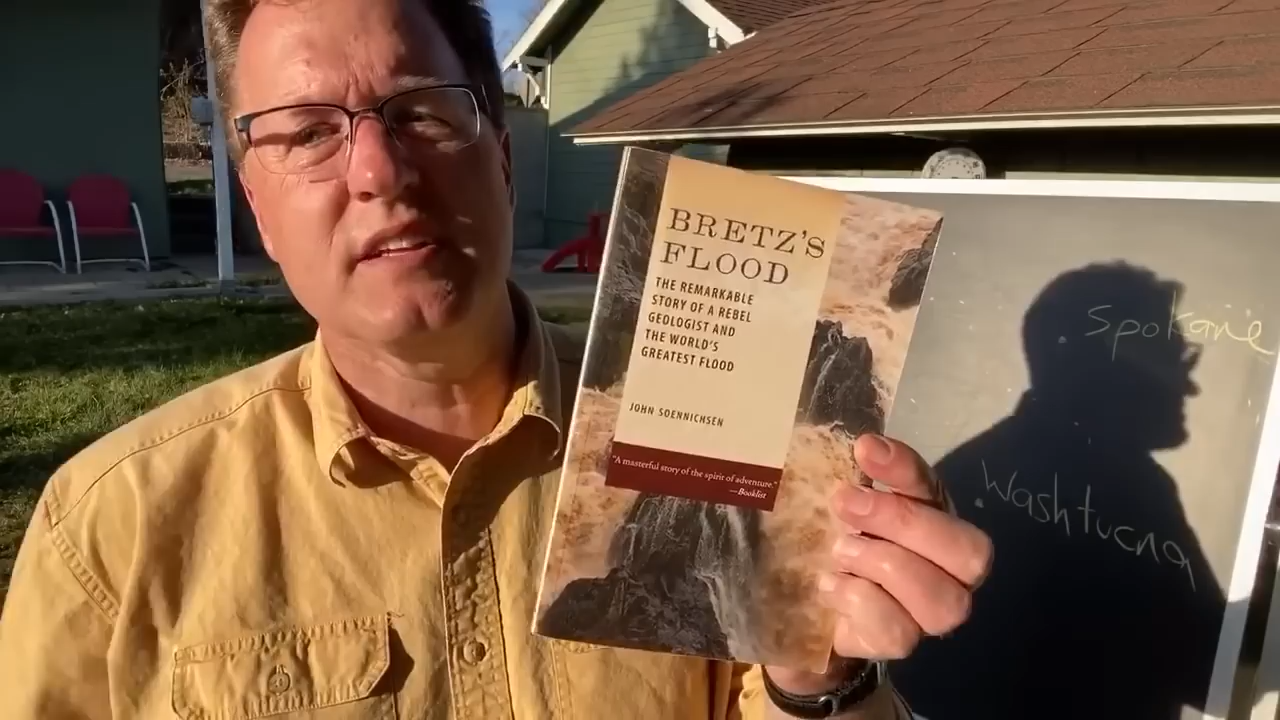 BRETZ'S
FLOOD
THE REMARKABLE
STORY OF A REBEL
GEOLOGIST AND
THE WORLD'S
GREATEST FLOOD
JOHN SOENNICHSEN
"A masterful story of the spirit of adventure."
—Booklist
. Spokane
. Washtucna